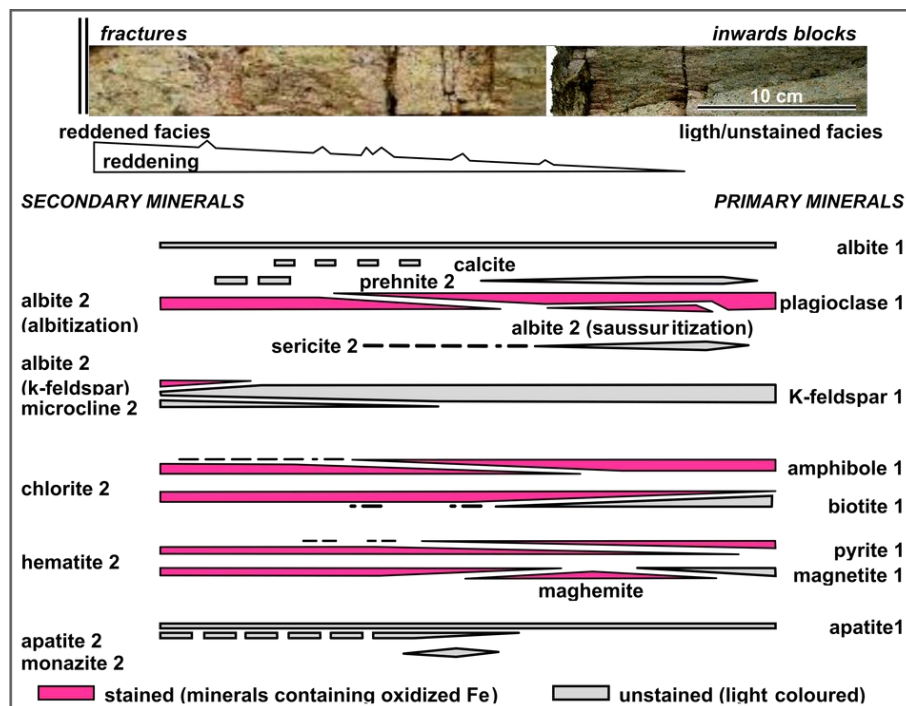 fractures inwards blocks
10 cm
reddened facies ligth/unstained facies
reddening
SECONDARY MINERALS PRIMARY MINERALS
albite 1
calcite
prehnite 2
albite 2 plagioclase 1
(albitization)
albite 2 (saussuritization)
sericite 2
albite 2
(k-feldspar) K-feldspar 1
microcline 2
amphibole 1
chlorite 2
biotite 1
pyrite 1
hematite 2
magnetite 1
maghemite
apatite1
apatite 2
monazite 2
stained (minerals containing oxidized Fe) unstained (light coloured)